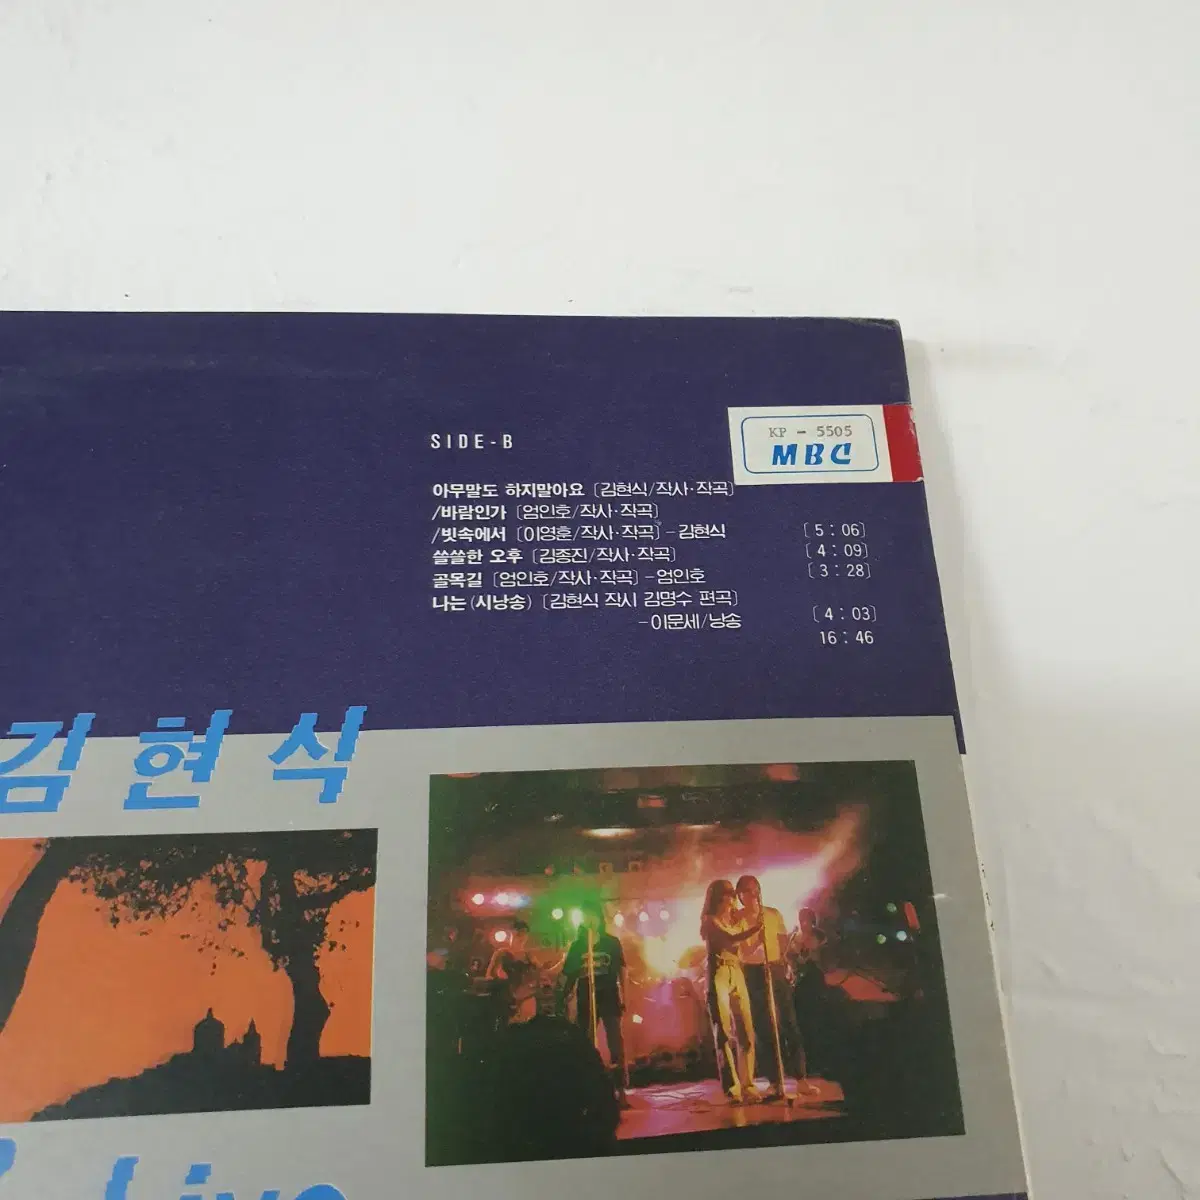 SIDE-B
KP - 5505
MBC
아무말도 하지말아요 [김현식/작사·작곡]
/바람인가 [엄인호/작사·작곡]
/빗속에서 [이영훈/작사·작곡]-김현식 [5:06]
쓸쓸한 오후 [김종진/작사·작곡] [4:09]
골목길 [엄인호/작사·작곡]-엄인호 [3:28]
나는(시낭송) [김현식 작시 김명수 편곡]
-이문세/낭송 [4:03]
16:46
김현식
Live